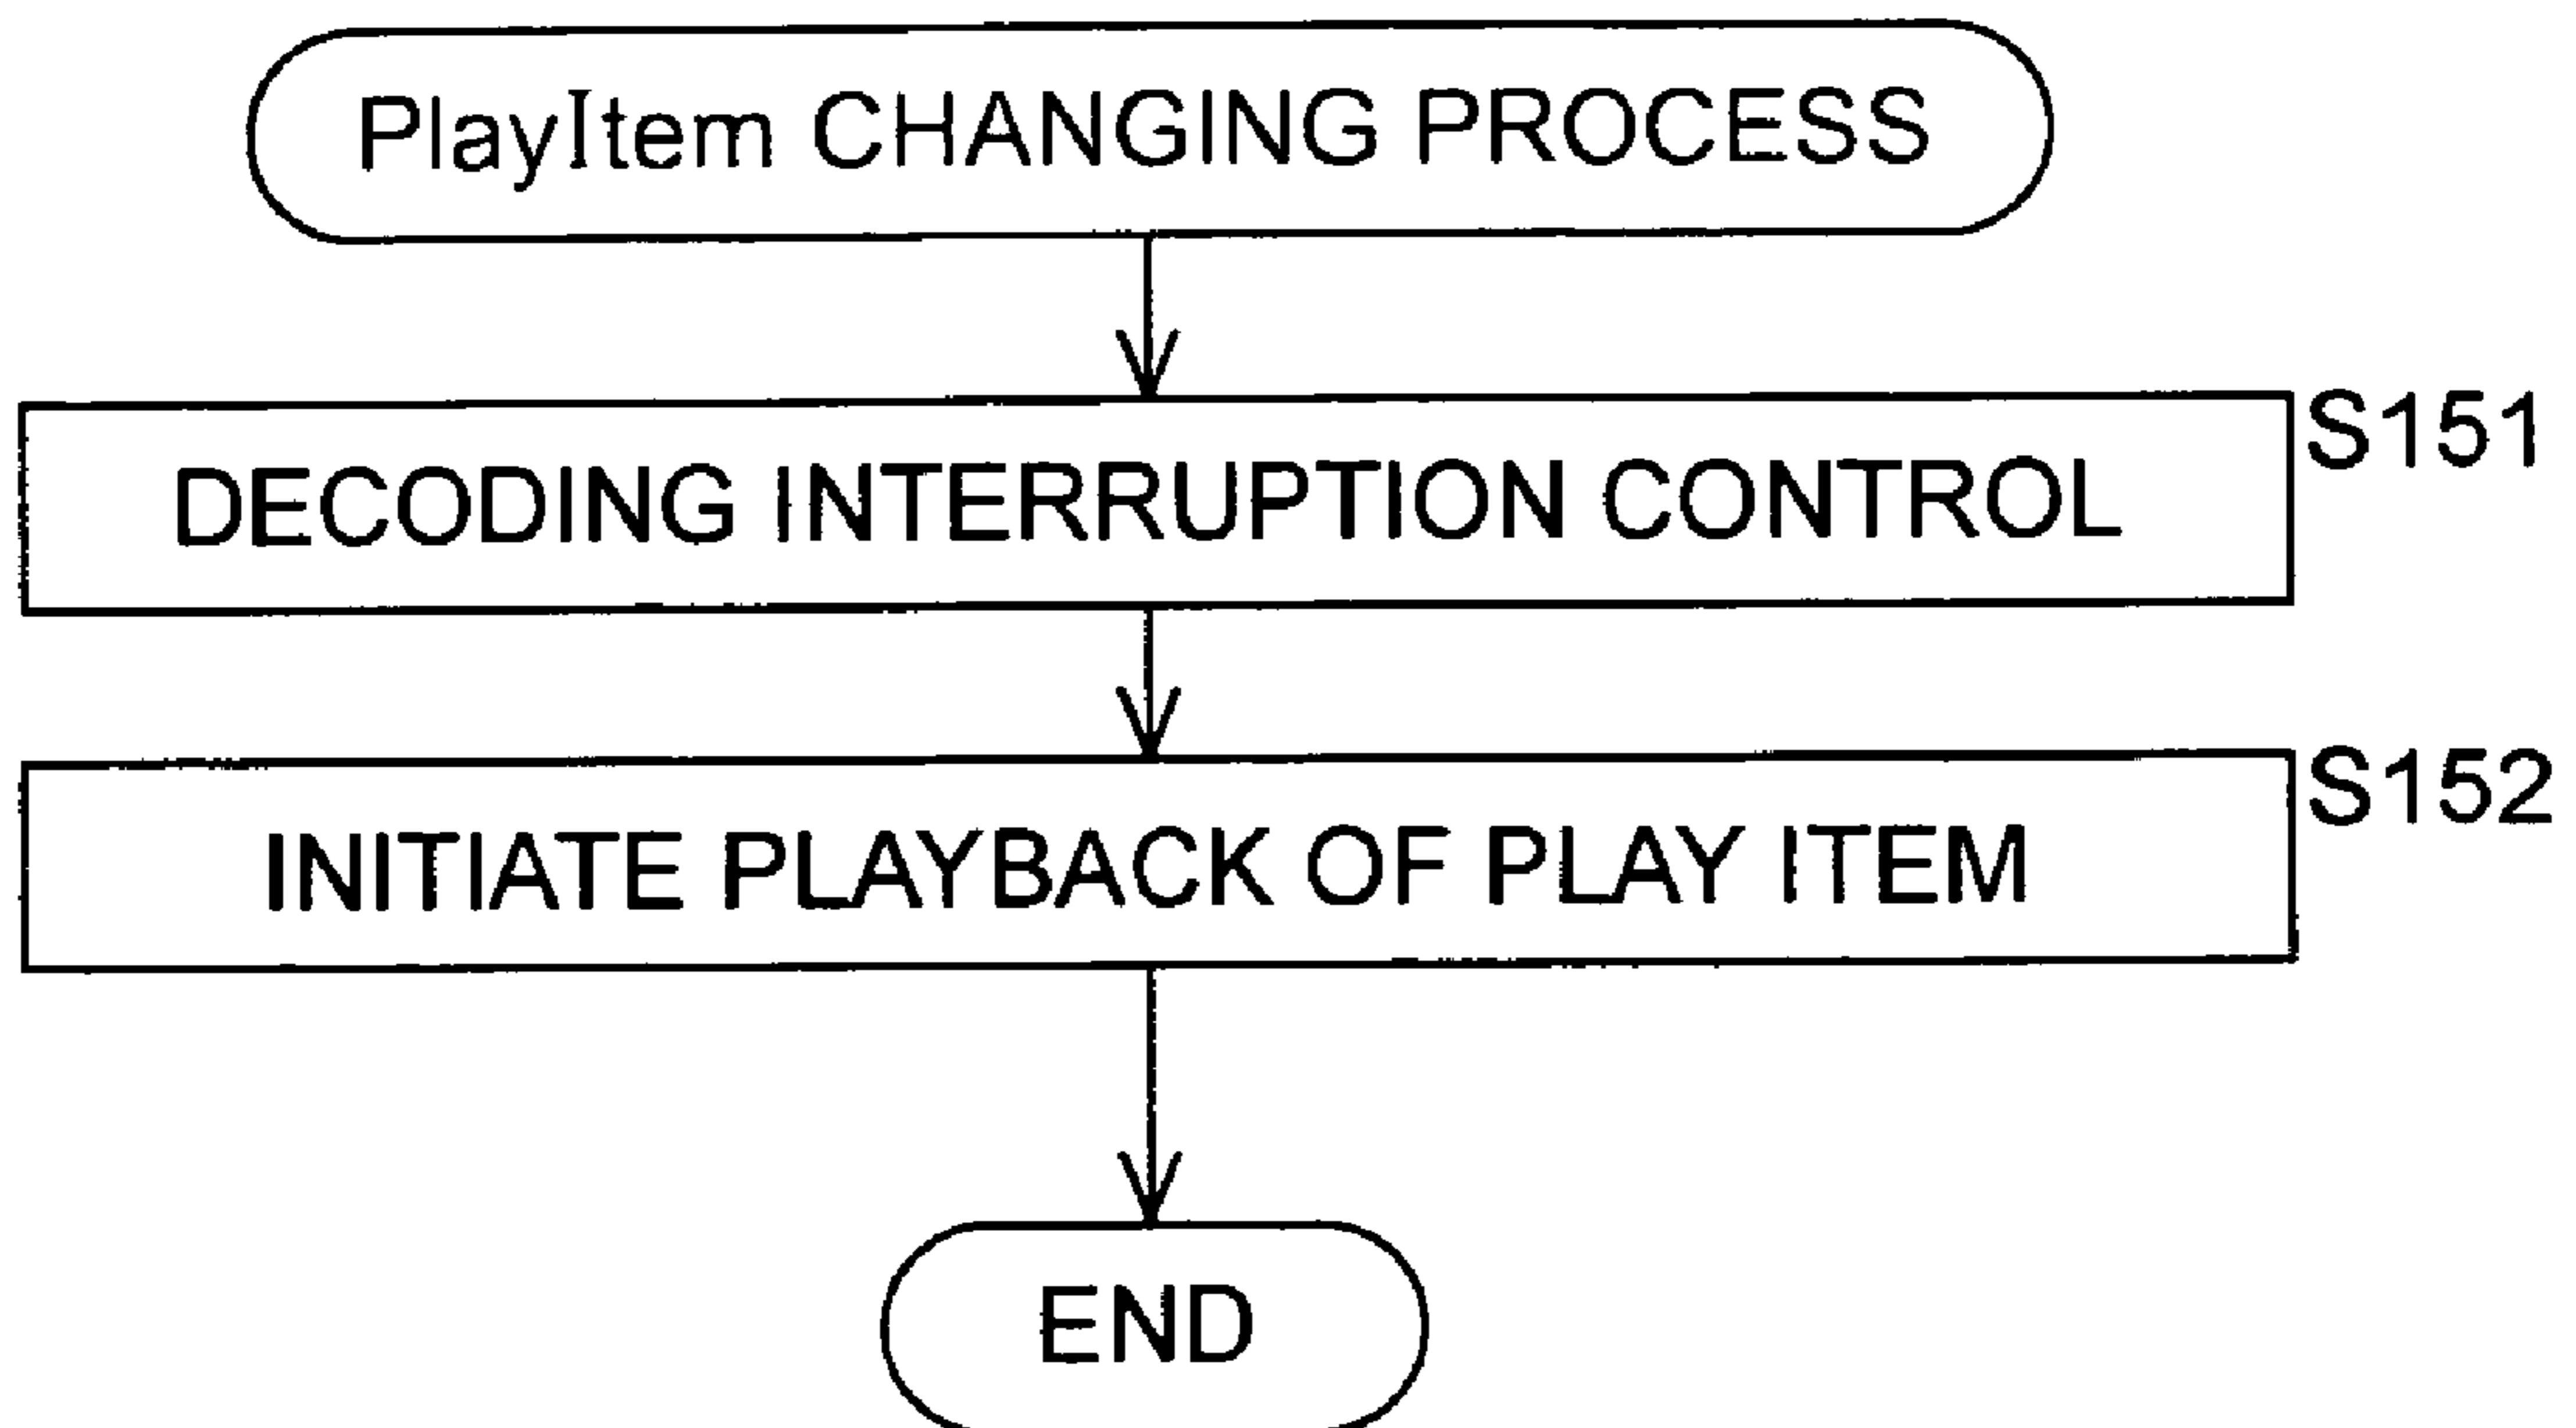 PlayItem CHANGING PROCESS
S151
DECODING INTERRUPTION CONTROL
S152
INITIATE PLAYBACK OF PLAY ITEM
END